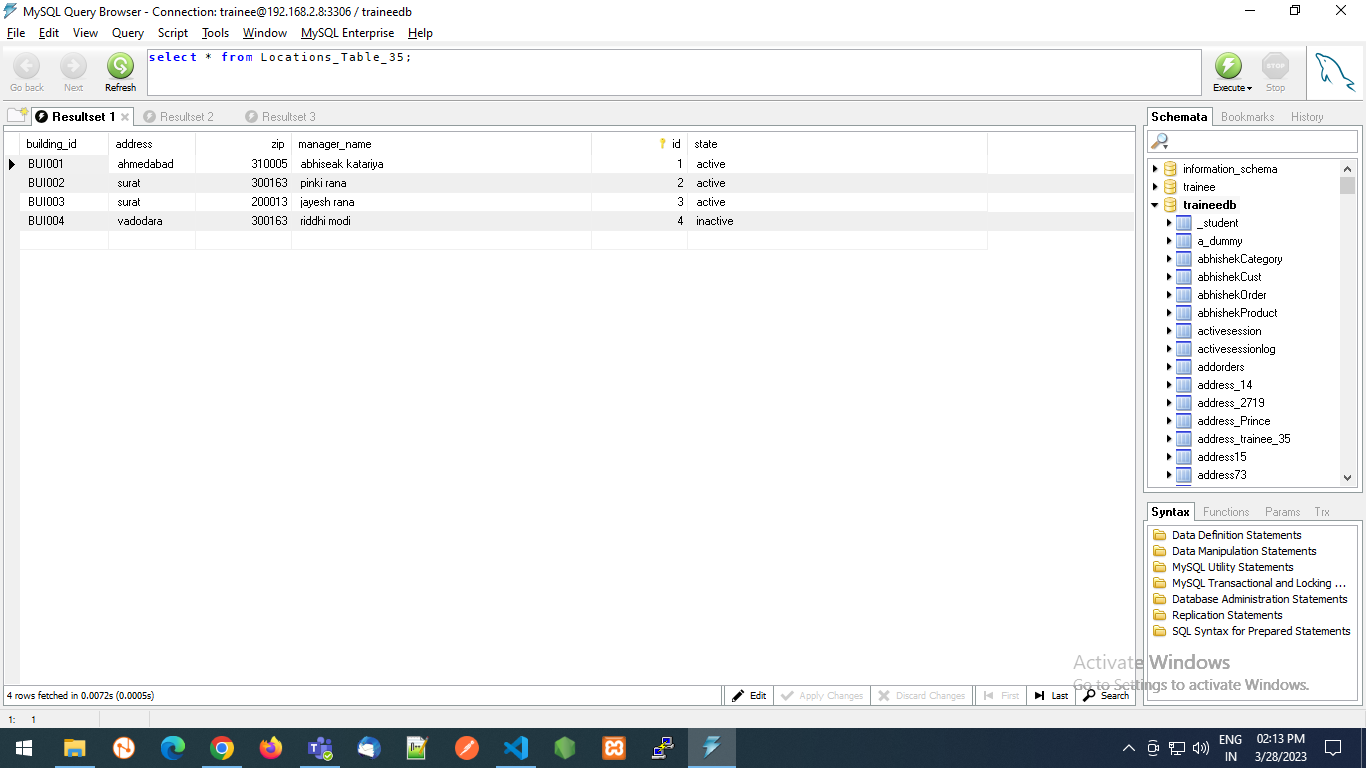 MySQL Query Browser - Connection: trainee@192.168.2.8:3306 / traineedb
File Edit View Query Script Tools Window MySQL Enterprise Help
select * from Locations_Table_35;
Go back Next Refresh Execute STOP Stop
Resultset 1 Resultset 2 Resultset 3
building_id address zip manager_name id state
BUI001 ahmedabad 310005 abhiseak katariya 1 active
BUI002 surat 300163 pinki rana 2 active
BUI003 surat 200013 jayesh rana 3 active
BUI004 vadodara 300163 riddhi modi 4 inactive
Schemata Bookmarks History
information_schema
trainee
traineedb
_student
a_dummy
abhishekCategory
abhishekCust
abhishekOrder
abhishekProduct
activesession
activesessionlog
addorders
address_14
address_2719
address_Prince
address_trainee_35
address15
address73
Syntax Functions Params Trx
Data Definition Statements
Data Manipulation Statements
MySQL Utility Statements
MySQL Transactional and Locking ...
Database Administration Statements
Replication Statements
SQL Syntax for Prepared Statements
Activate Windows
Go to Settings to activate Windows.
4 rows fetched in 0.0072s (0.0005s) Edit Apply Changes Discard Changes First Last Search
1: 1
ENG
IN
02:13 PM
3/28/2023